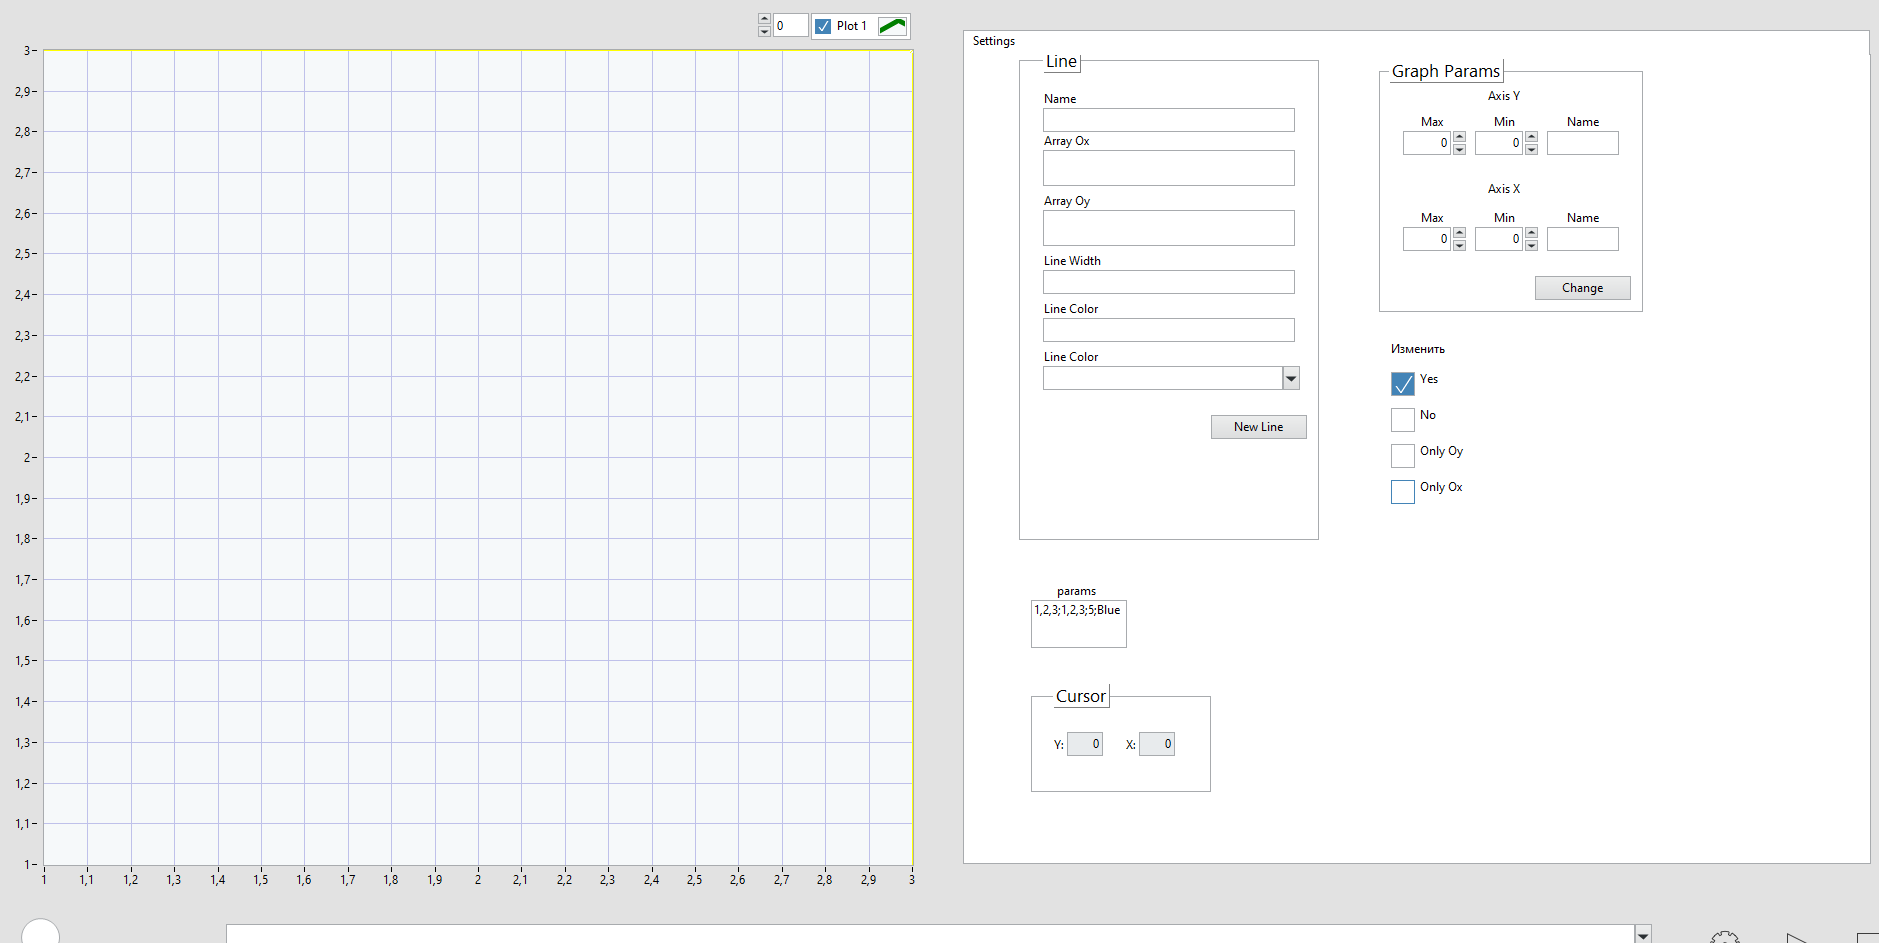 0
Plot 1
3
2,9
2,8
2,7
2,6
2,5
2,4
2,3
2,2
2,1
2
1,9
1,8
1,7
1,6
1,5
1,4
1,3
1,2
1,1
1
1 1,1 1,2 1,3 1,4 1,5 1,6 1,7 1,8 1,9 2 2,1 2,2 2,3 2,4 2,5 2,6 2,7 2,8 2,9 3
Settings
Line
Name
Array Ox
Array Oy
Line Width
Line Color
Line Color
New Line
Graph Params
Axis Y
Max Min Name
0 0
Axis X
Max Min Name
0 0
Change
Изменить
Yes
No
Only Oy
Only Ox
params
1,2,3;1,2,3;5;Blue
Cursor
Y: 0 X: 0